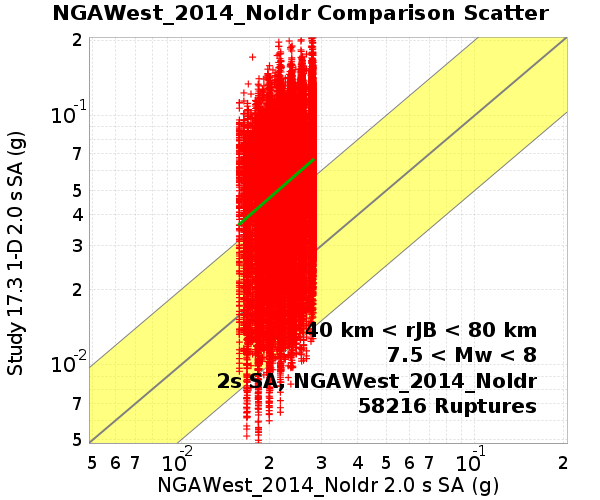 NGAWest_2014_NoIdr Comparison Scatter
Study 17.3 1-D 2.0 s SA (g)
2
10-1
7
5
4
3
2
10-2
7
5
40 km < rJB < 80 km
7.5 < Mw < 8
2s SA, NGAWest_2014_NoIdr
58216 Ruptures
5 6 7 10-2 2 3 4 5 6 7 10-1 2
NGAWest_2014_NoIdr 2.0 s SA (g)